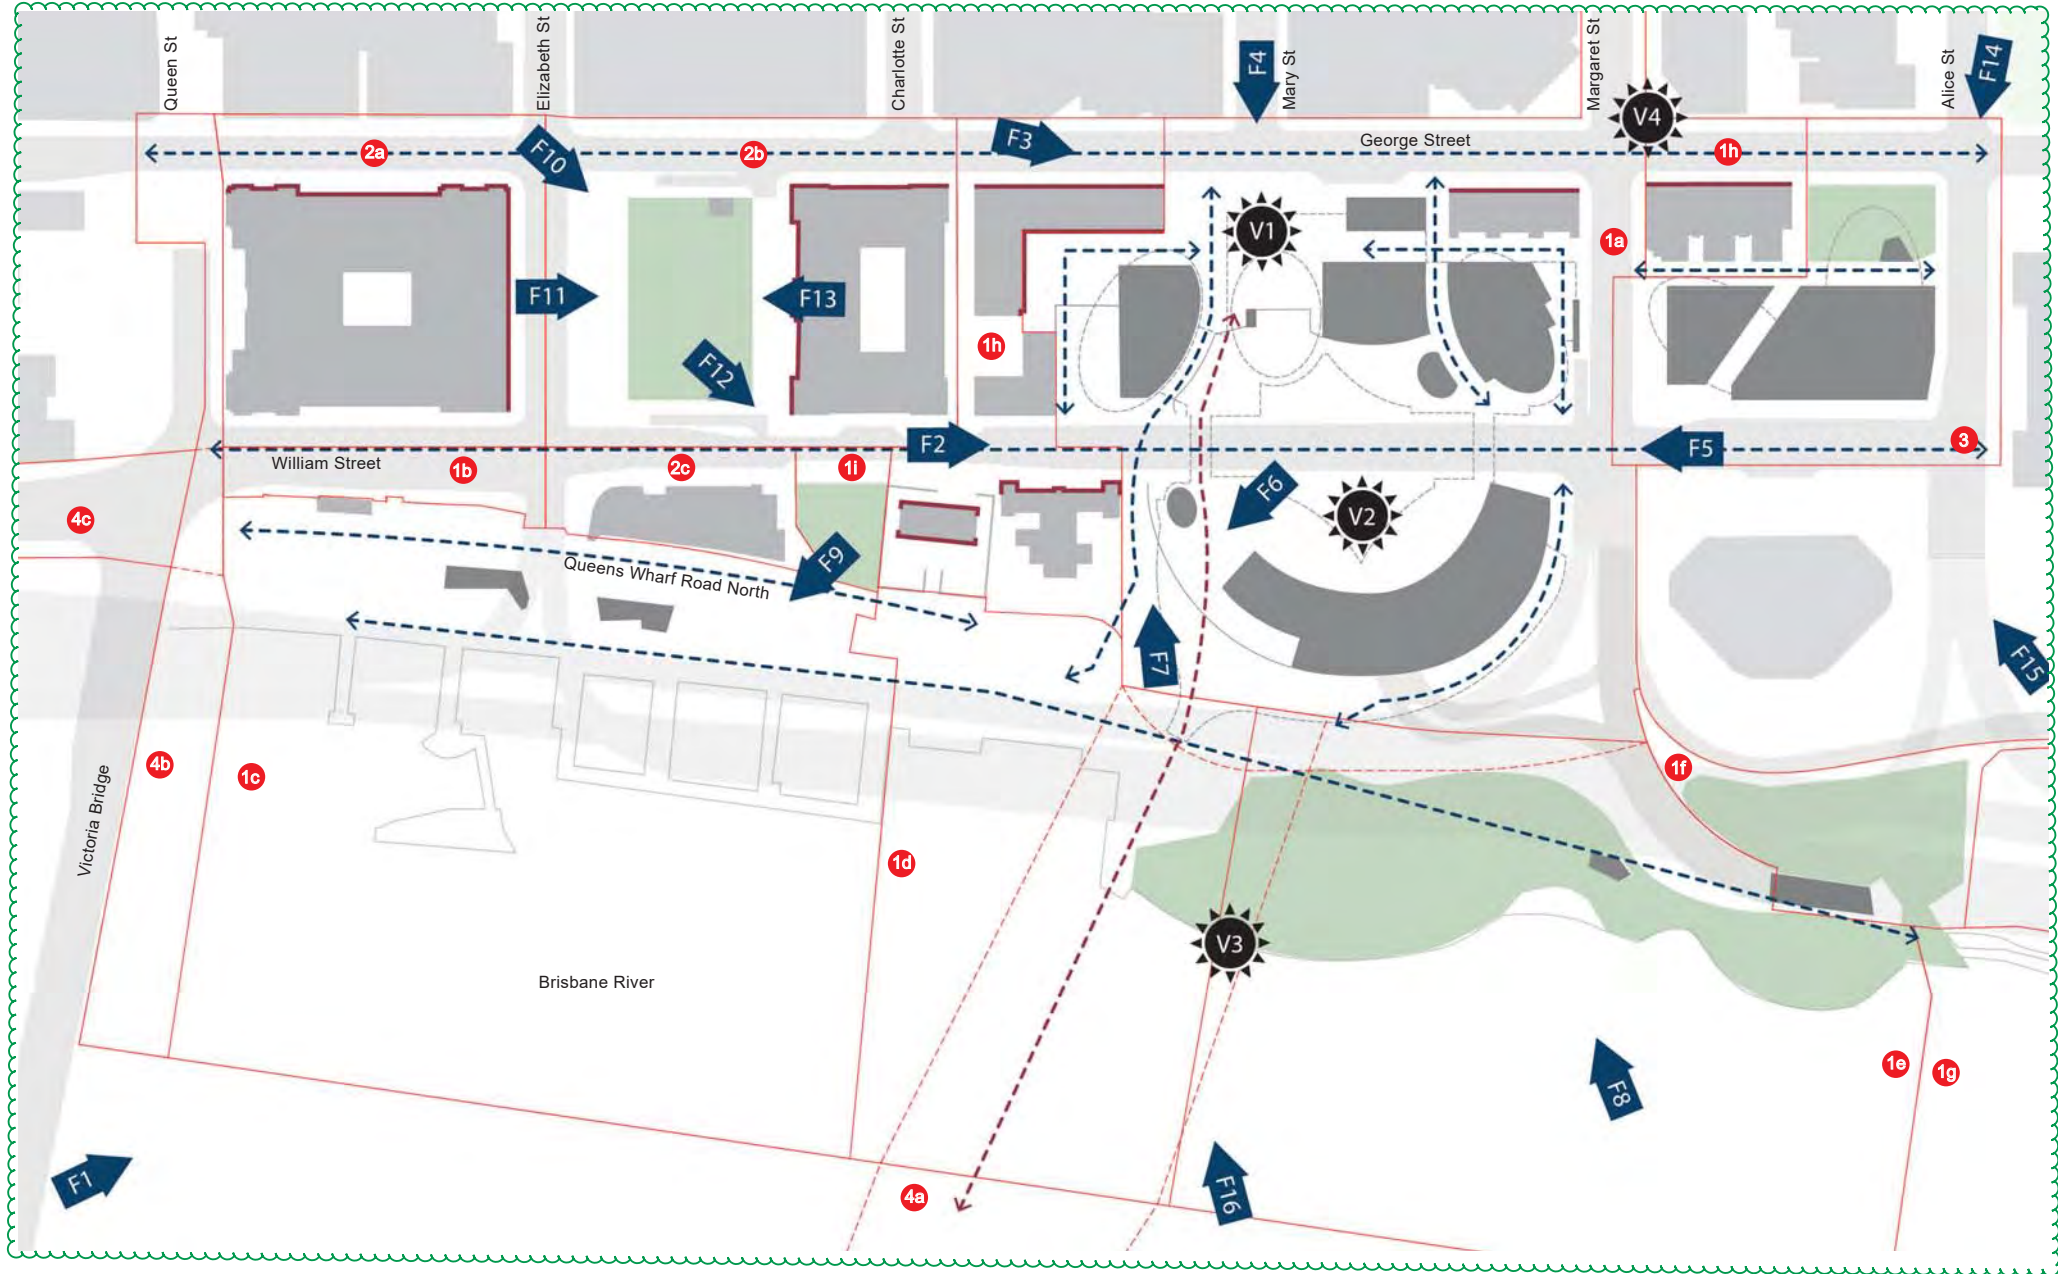 Queen St
Elizabeth St
Charlotte St
F4
Mary St
Margaret St
V4
Alice St
F14
2a
F10
2b
F3
George Street
1h
V1
1a
F11
F13
1h
F12
F2
F5
3
William Street
1b
2c
1i
F6
V2
4c
F9
Queens Wharf Road North
F7
F15
4b
1c
1f
Victoria Bridge
1d
V3
Brisbane River
1e
1g
F8
F1
4a
F16